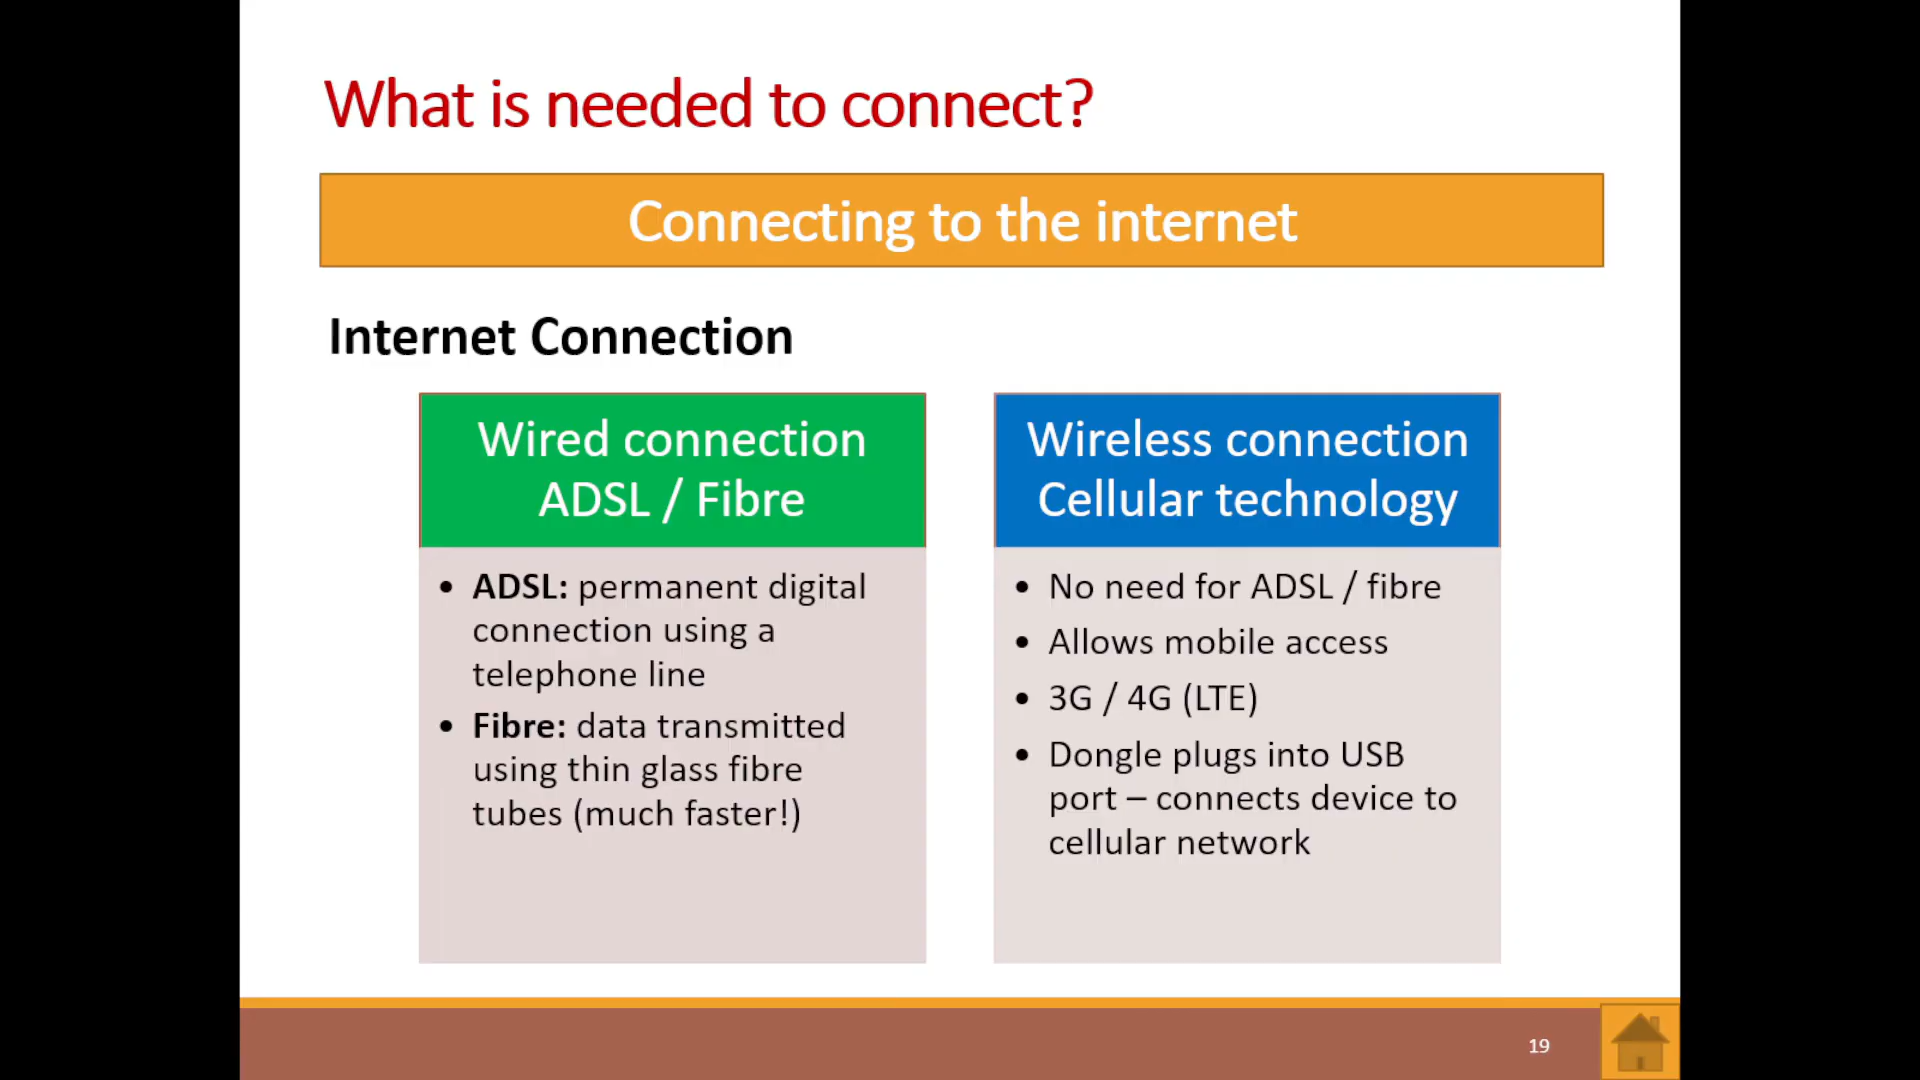 What is needed to connect?
Connecting to the internet
Internet Connection
Wired connection
ADSL / Fibre
• ADSL: permanent digital
connection using a
telephone line
• Fibre: data transmitted
using thin glass fibre
tubes (much faster!)
Wireless connection
Cellular technology
• No need for ADSL / fibre
• Allows mobile access
• 3G / 4G (LTE)
• Dongle plugs into USB
port – connects device to
cellular network
19